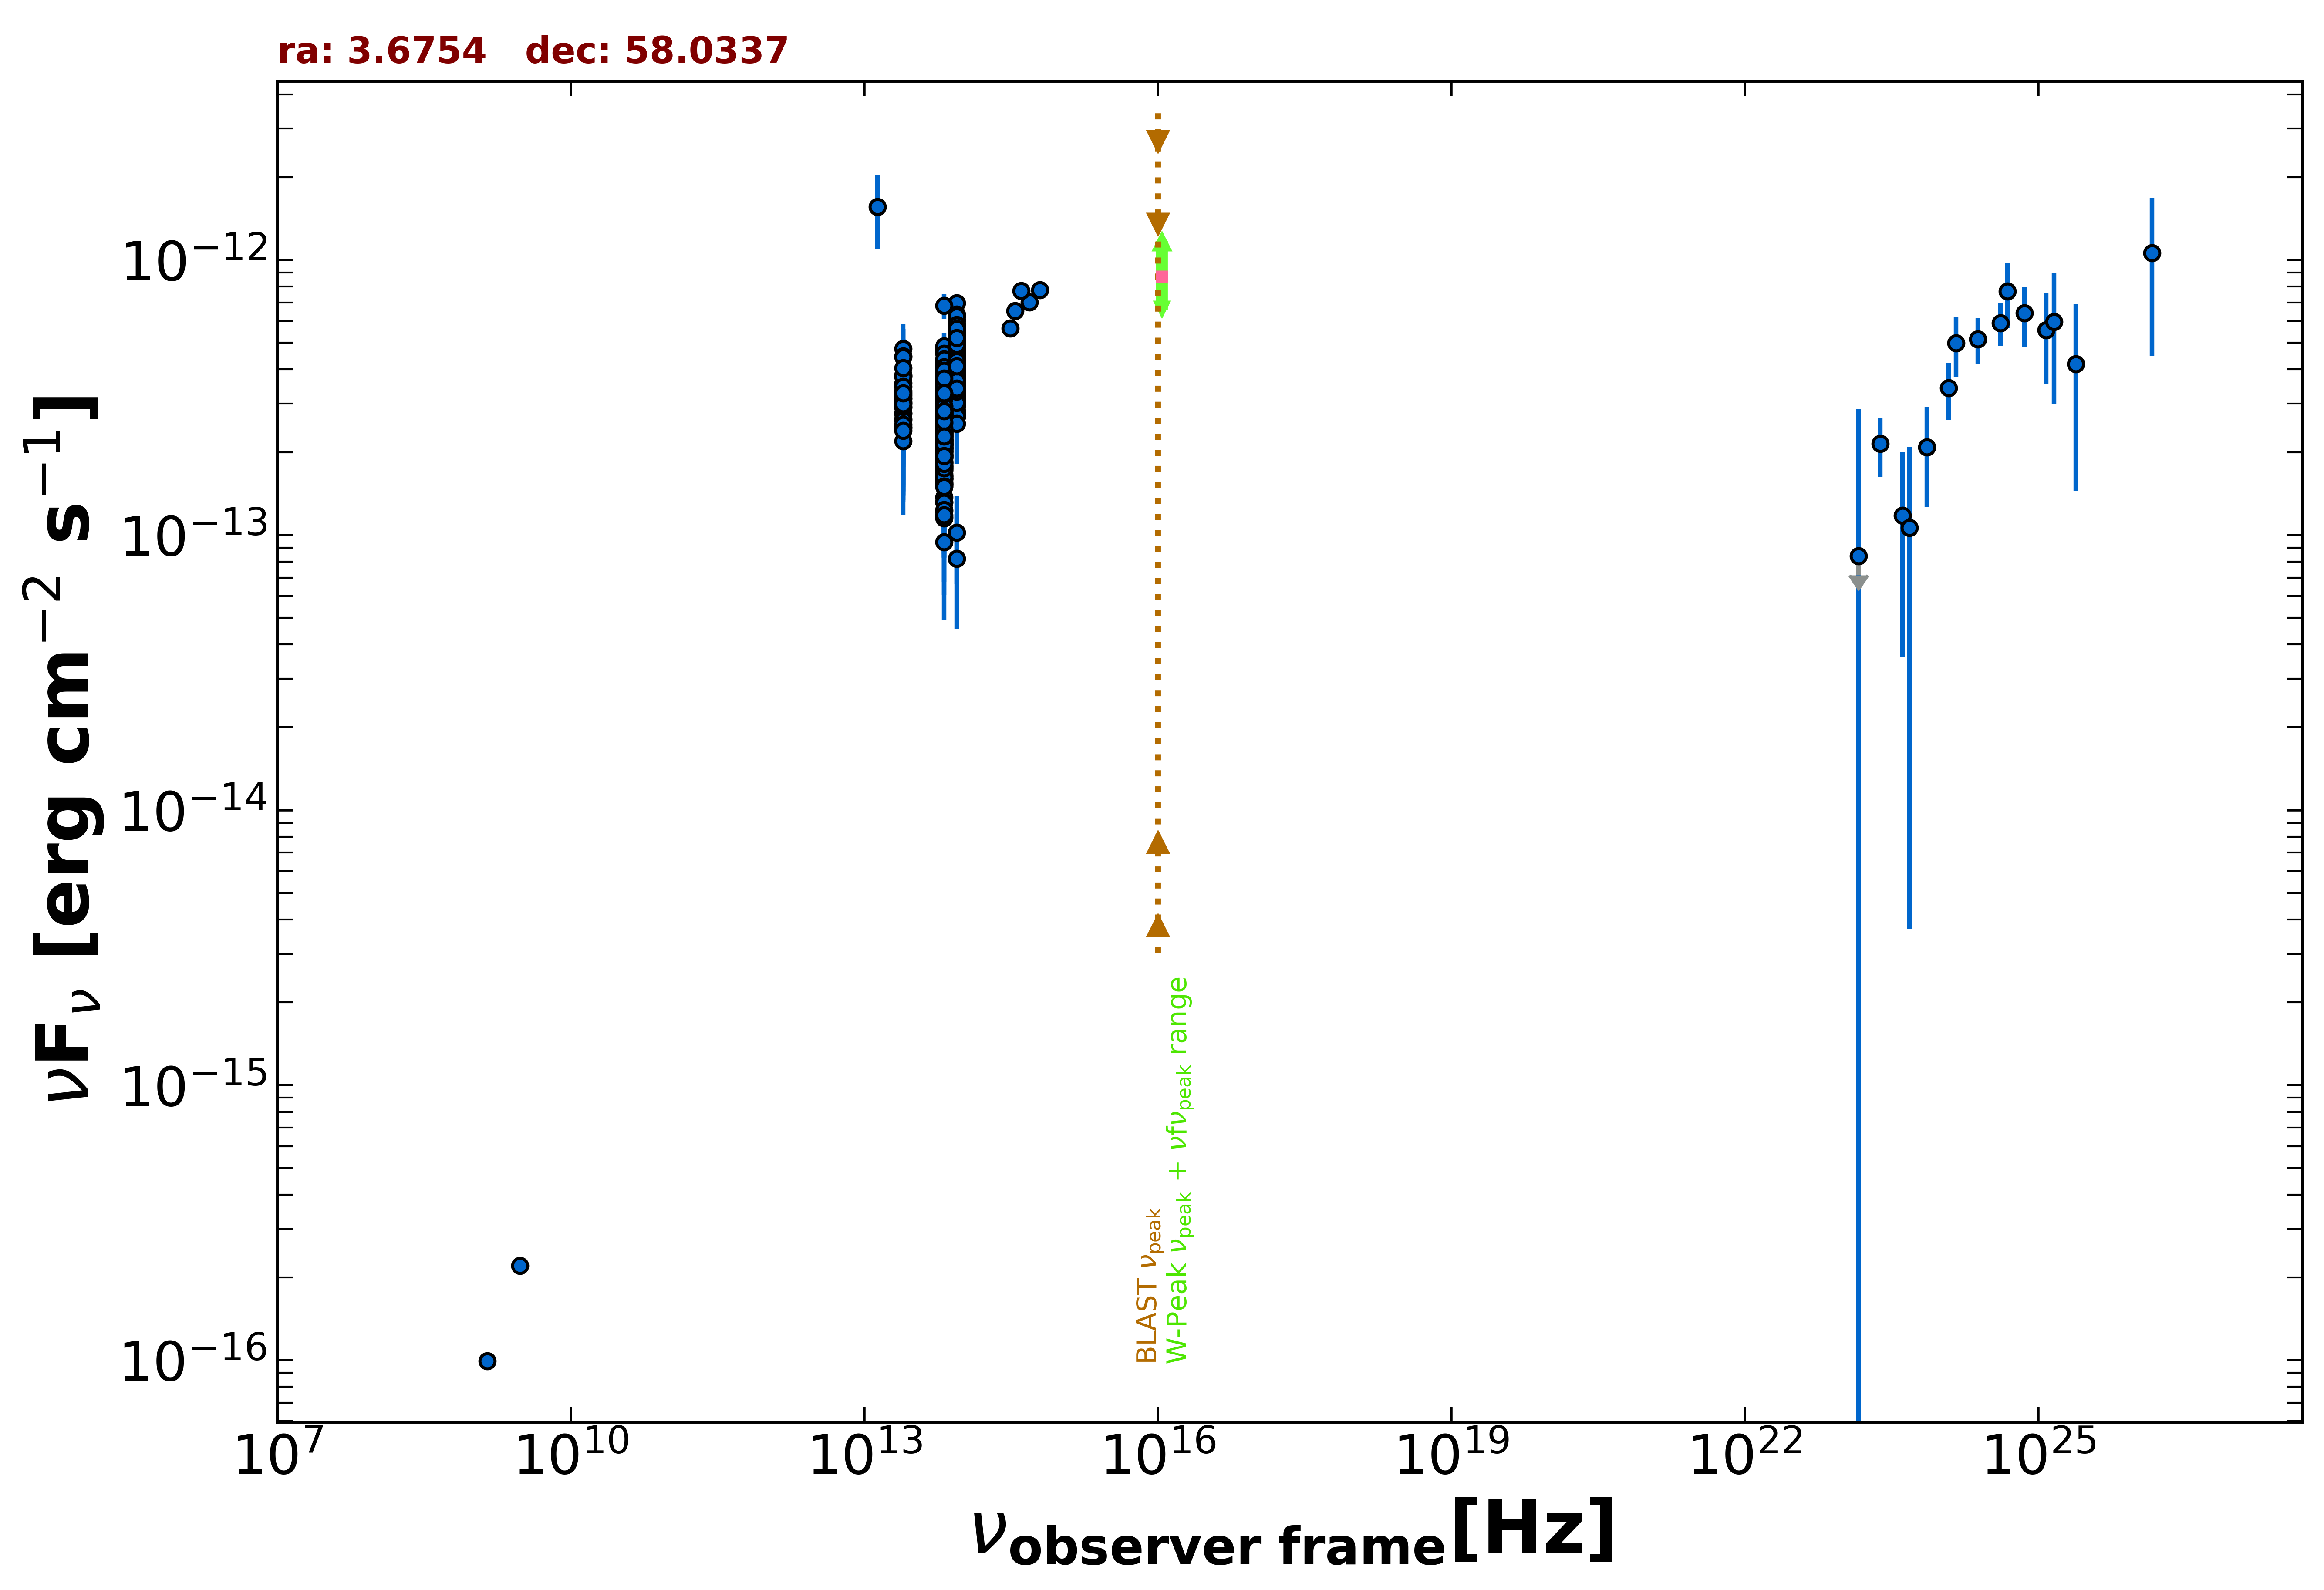 ra: 3.6754   dec: 58.0337
νFν [erg cm−2 s−1]
10−12
10−13
10−14
10−15
10−16
BLAST νpeak
W-Peak νpeak + νfνpeak range
107
1010
1013
1016
1019
1022
1025
νobserver frame[Hz]